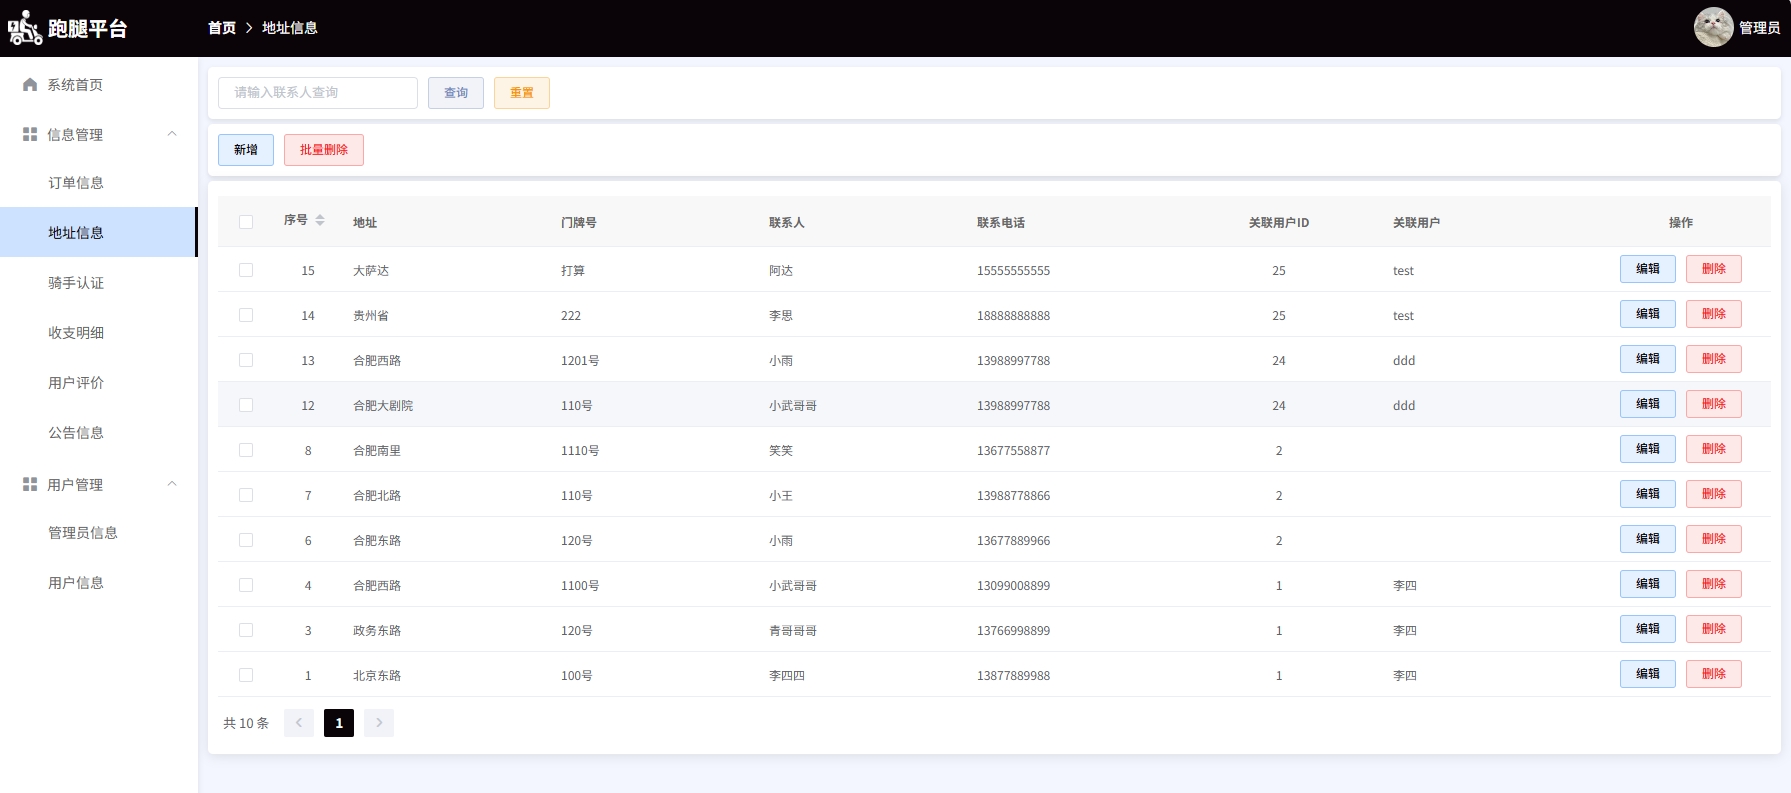 跑腿平台
首页 > 地址信息
管理员
系统首页
信息管理
订单信息
地址信息
骑手认证
收支明细
用户评价
公告信息
用户管理
管理员信息
用户信息
请输入联系人查询 查询 重置
新增 批量删除
序号 地址 门牌号 联系人 联系电话 关联用户ID 关联用户 操作
15 大萨达 打算 阿达 15555555555 25 test 编辑 删除
14 贵州省 222 李思 18888888888 25 test 编辑 删除
13 合肥西路 1201号 小雨 13988997788 24 ddd 编辑 删除
12 合肥大剧院 110号 小武哥哥 13988997788 24 ddd 编辑 删除
8 合肥南里 1110号 笑笑 13677558877 2 编辑 删除
7 合肥北路 110号 小王 13988778866 2 编辑 删除
6 合肥东路 120号 小雨 13677889966 2 编辑 删除
4 合肥西路 1100号 小武哥哥 13099008899 1 李四 编辑 删除
3 政务东路 120号 青哥哥哥 13766998899 1 李四 编辑 删除
1 北京东路 100号 李四四 13877889988 1 李四 编辑 删除
共 10 条 < 1 >